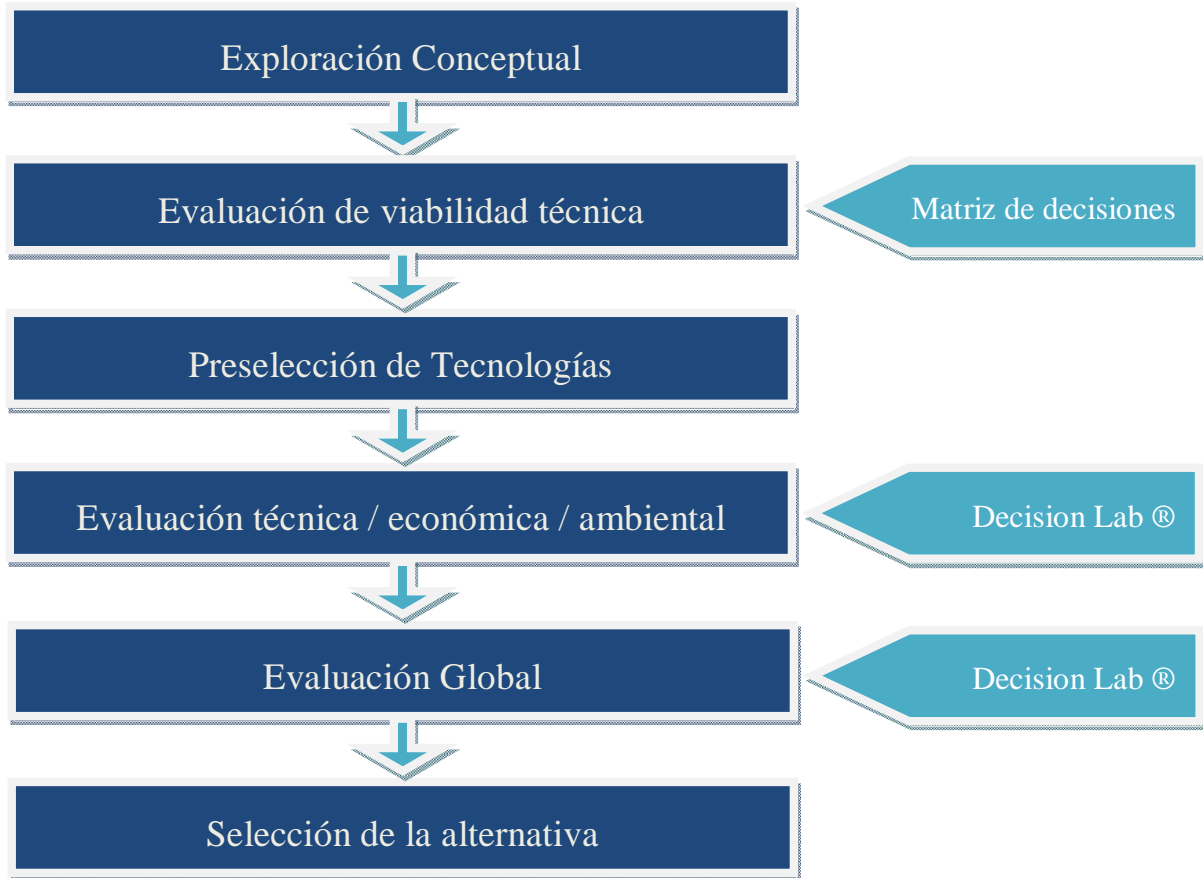 Exploración Conceptual
Evaluación de viabilidad técnica
Matriz de decisiones
Preselección de Tecnologías
Evaluación técnica / económica / ambiental
Decision Lab ®
Evaluación Global
Decision Lab ®
Selección de la alternativa